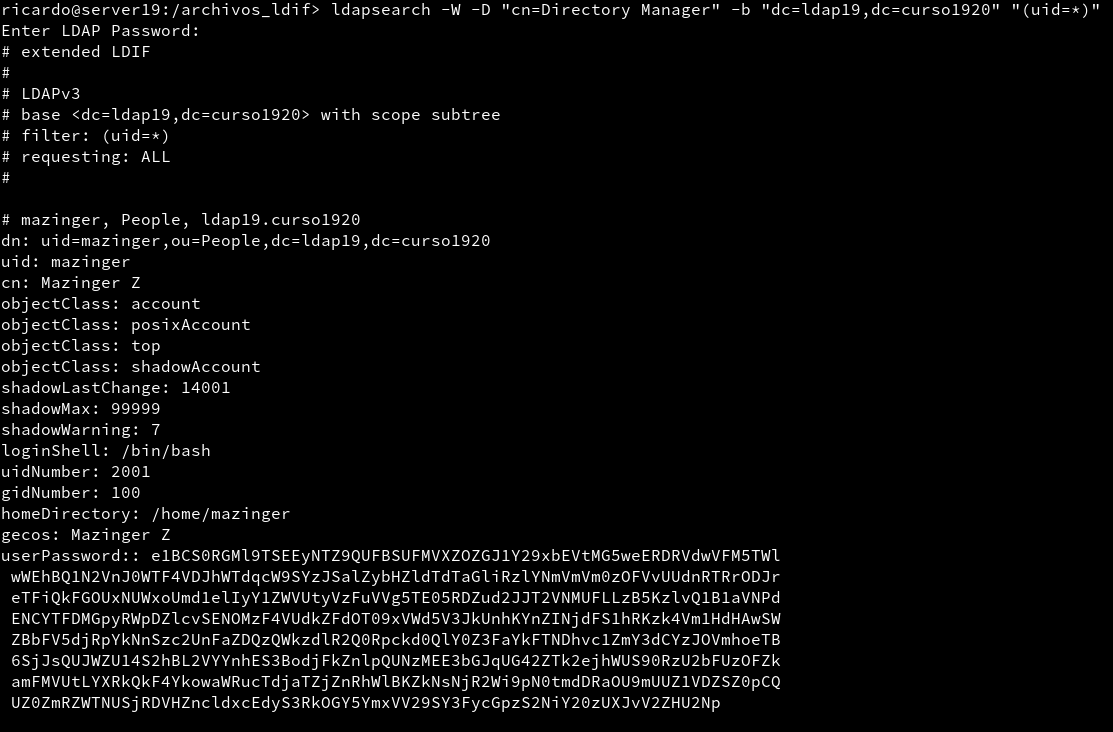 ricardo@server19:/archivos_ldif> ldapsearch -W -D "cn=Directory Manager" -b "dc=ldap19,dc=curso1920" "(uid=*)"
Enter LDAP Password:
# extended LDIF
#
# LDAPv3
# base <dc=ldap19,dc=curso1920> with scope subtree
# filter: (uid=*)
# requesting: ALL
#
# mazinger, People, ldap19.curso1920
dn: uid=mazinger,ou=People,dc=ldap19,dc=curso1920
uid: mazinger
cn: Mazinger Z
objectClass: account
objectClass: posixAccount
objectClass: top
objectClass: shadowAccount
shadowLastChange: 14001
shadowMax: 99999
shadowWarning: 7
loginShell: /bin/bash
uidNumber: 2001
gidNumber: 100
homeDirectory: /home/mazinger
gecos: Mazinger Z
userPassword:: e1BCS0RGMl9TSEEyNTZ9QUFBSUFMVXZOZGJ1Y29xbEVtMG5weERDRVdwVFM5TWl
wWEhBQ1N2VnJ0WTF4VDJhWTdqcW9SYzJSalZybHZldTdTaGliRzlYNmVmVm0zOFVvUUdnRTRrODJr
eTFiQkFGOUxNUWxoUmd1elIyY1ZWVUtyVzFuVVg5TE05RDZud2JJT2VNMUFLLzB5KzlvQ1B1aVNPd
ENCYTFDMGpyRWpDZlcvSENOMzF4VUdkZFdOT09xVWd5V3JkUnhKYnZINjdFS1hRKzk4Vm1HdHAwSW
ZBbFV5djRpYkNnSzc2UnFaZDQzQWkzdlR2Q0Rpckd0QlY0Z3FaYkFTNDhvc1ZmY3dCYzJOVmhoeTB
6SjJsQUJWZU14S2hBL2VYYnhES3BodjFkZnlpQUNzMEE3bGJqUG42ZTk2ejhWUS90RzU2bFUzOFZk
amFMVUtLYXRkQkF4YkowaWRucTdjaTZjZnRhWlBKZkNsNjR2Wi9pN0tmdDRaOU9mUUZ1VDZSZ0pCQ
UZ0ZmRZWTNUSjRDVHZncldxcEdyS3RkOGY5YmxVV29SY3FycGpzS2NiY20zUXJvV2ZHU2Np